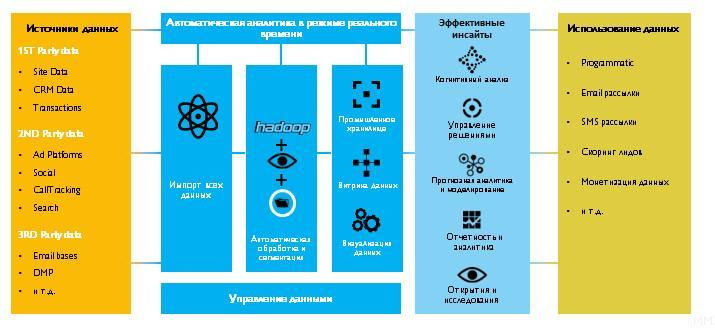 Источники данных
1ST Party data
• Site Data
• CRM Data
• Transactions
2ND Party data
• Ad Platforms
• Social
• CallTracking
• Search
3RD Party data
• Email bases
• DMP
• и т.д.
Автоматическая аналитика в режиме реального
времени
Импорт всех
данных
hadoop
+
+
Автоматическая
обработка и
сегментация
Промышленное
хранилище
Витрина данных
Визуализация
данных
Управление данными
Эффективные
инсайты
Когнитивный анализ
Управление
решениями
Прогнозная аналитика
и моделирование
Отчетность и
аналитика
Открытия и
исследования
Использование данных
• Programmatic
• Email рассылки
• SMS рассылки
• Скоринг лидов
• Монетизация данных
• и т.д.